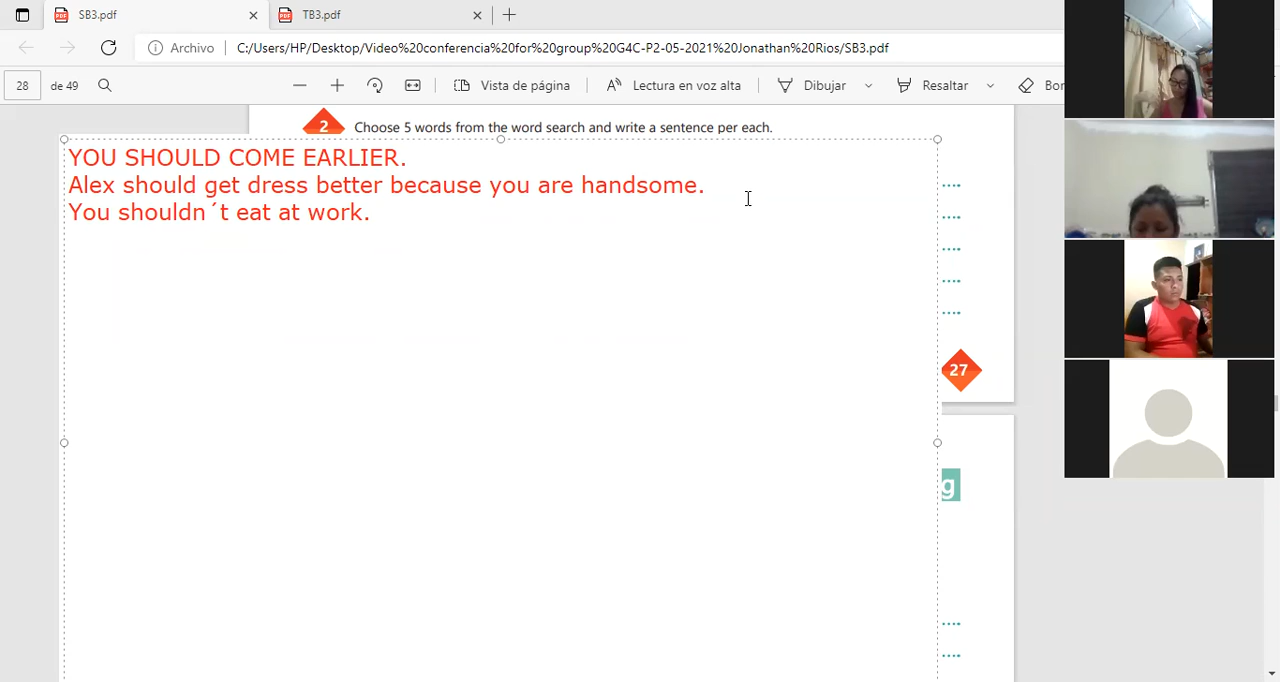 SB3.pdf
TB3.pdf
Archivo
C:/Users/HP/Desktop/Video%20conferencia%20for%20group%20G4C-P2-05-2021%20Jonathan%20Rios/SB3.pdf
28 de 49 Vista de página Lectura en voz alta Dibujar Resaltar Bor
2 Choose 5 words from the word search and write a sentence per each.
YOU SHOULD COME EARLIER.
Alex should get dress better because you are handsome.
You shouldn´t eat at work.
27
g